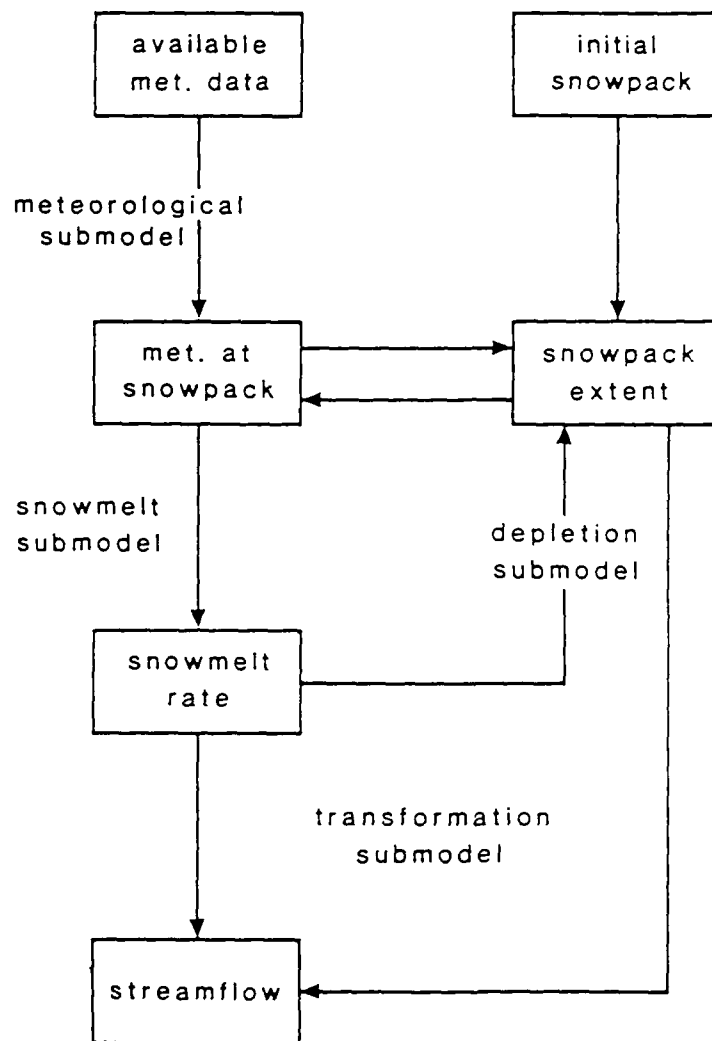 available
met. data
initial
snowpack
meteorological
submodel
met. at
snowpack
snowpack
extent
snowmelt
submodel
depletion
submodel
snowmelt
rate
transformation
submodel
streamflow